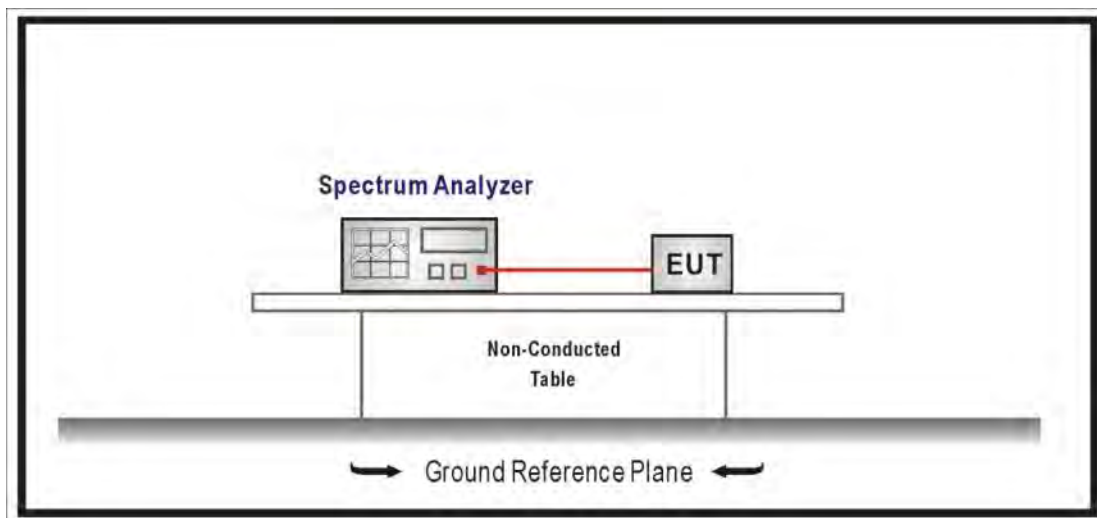 Spectrum Analyzer
EUT
Non-Conducted
Table
Ground Reference Plane